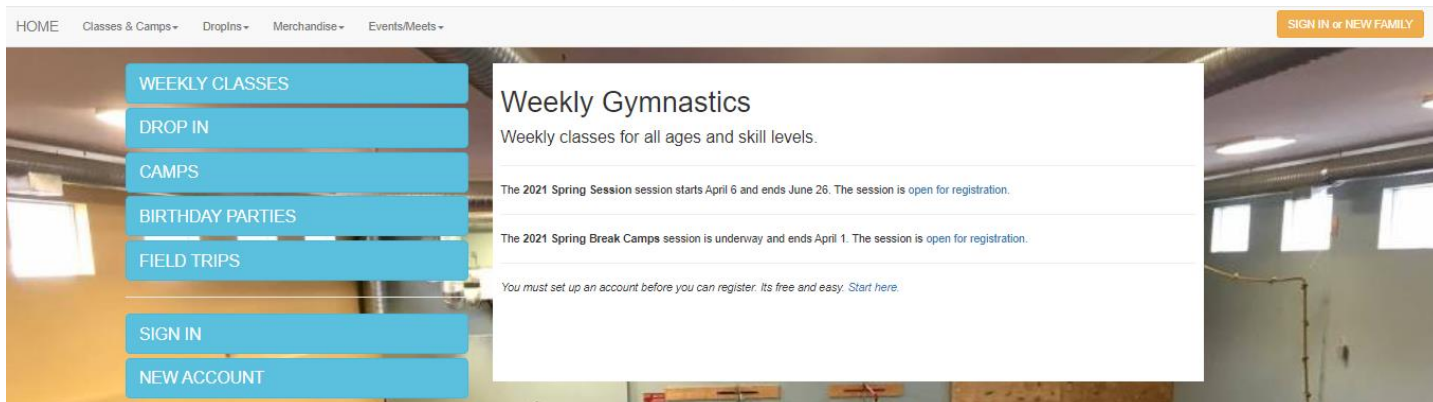 HOME Classes & Camps DropIns Merchandise Events/Meets SIGN IN or NEW FAMILY
WEEKLY CLASSES
DROP IN
CAMPS
BIRTHDAY PARTIES
FIELD TRIPS
SIGN IN
NEW ACCOUNT
Weekly Gymnastics
Weekly classes for all ages and skill levels.
The 2021 Spring Session session starts April 6 and ends June 26. The session is open for registration.
The 2021 Spring Break Camps session is underway and ends April 1. The session is open for registration.
You must set up an account before you can register. Its free and easy. Start here.